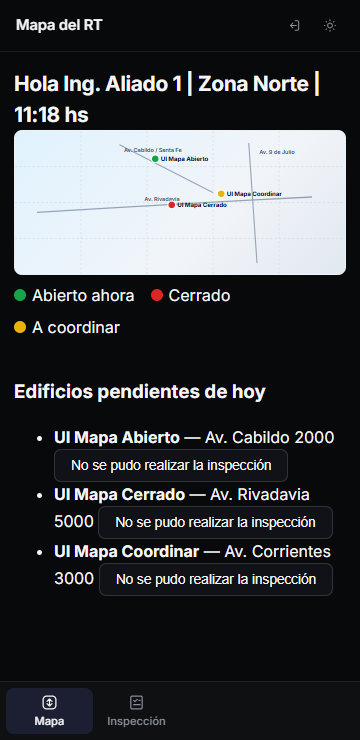 Mapa del RT
Hola Ing. Aliado 1 | Zona Norte |
11:18 hs
Av. Cabildo / Santa Fe
Av. 9 de Julio
UI Mapa Abierto
UI Mapa Coordinar
Av. Rivadavia
UI Mapa Cerrado
Abierto ahora
Cerrado
A coordinar
Edificios pendientes de hoy
UI Mapa Abierto — Av. Cabildo 2000
No se pudo realizar la inspección
UI Mapa Cerrado — Av. Rivadavia
5000 No se pudo realizar la inspección
UI Mapa Coordinar — Av. Corrientes
3000 No se pudo realizar la inspección
Mapa
Inspección